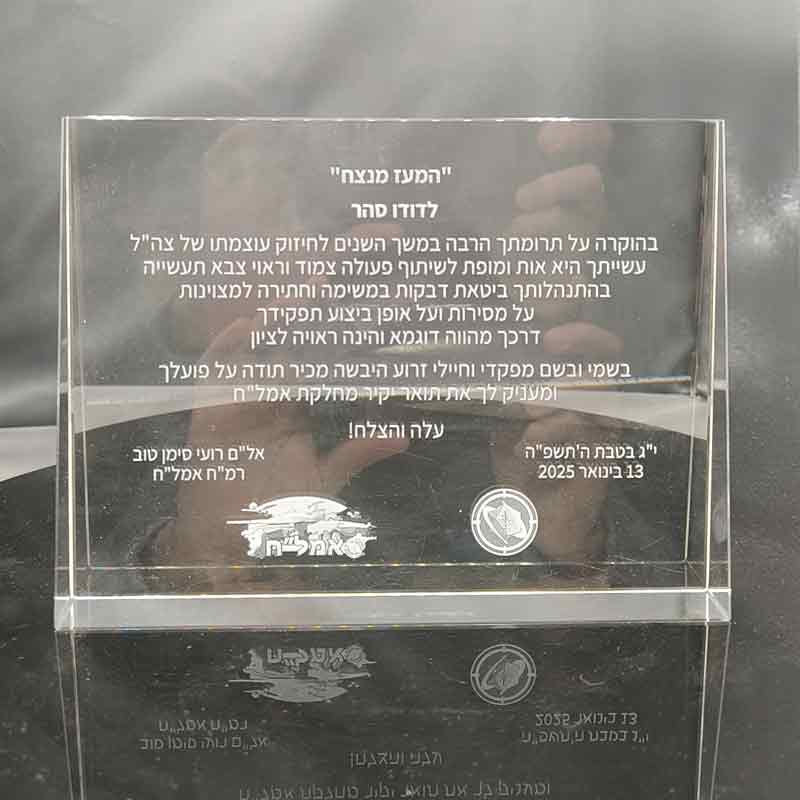 "המעז מנצח"
לדודו סהר
בהוקרה על תרומתך הרבה במשך השנים לחיזוק עוצמתו של צה"ל
עשייתך היא אות ומופת לשיתוף פעולה צמוד וראוי צבא תעשייה
בהתנהלותך ביטאת דבקות במשימה וחתירה למצוינות
על מסירות ועל אופן ביצוע תפקידך
דרכך מהווה דוגמא והינה ראויה לציון
בשמי ובשם מפקדי וחיילי זרוע היבשה מכיר תודה על פועלך
ומעניק לך את תואר יקיר מחלקת אמל"ח
עלה והצלח!
י"ג בטבת ה'תשפ"ה
13 בינואר 2025
אל"ם רועי סימן טוב
רמ"ח אמל"ח
אמל"ח